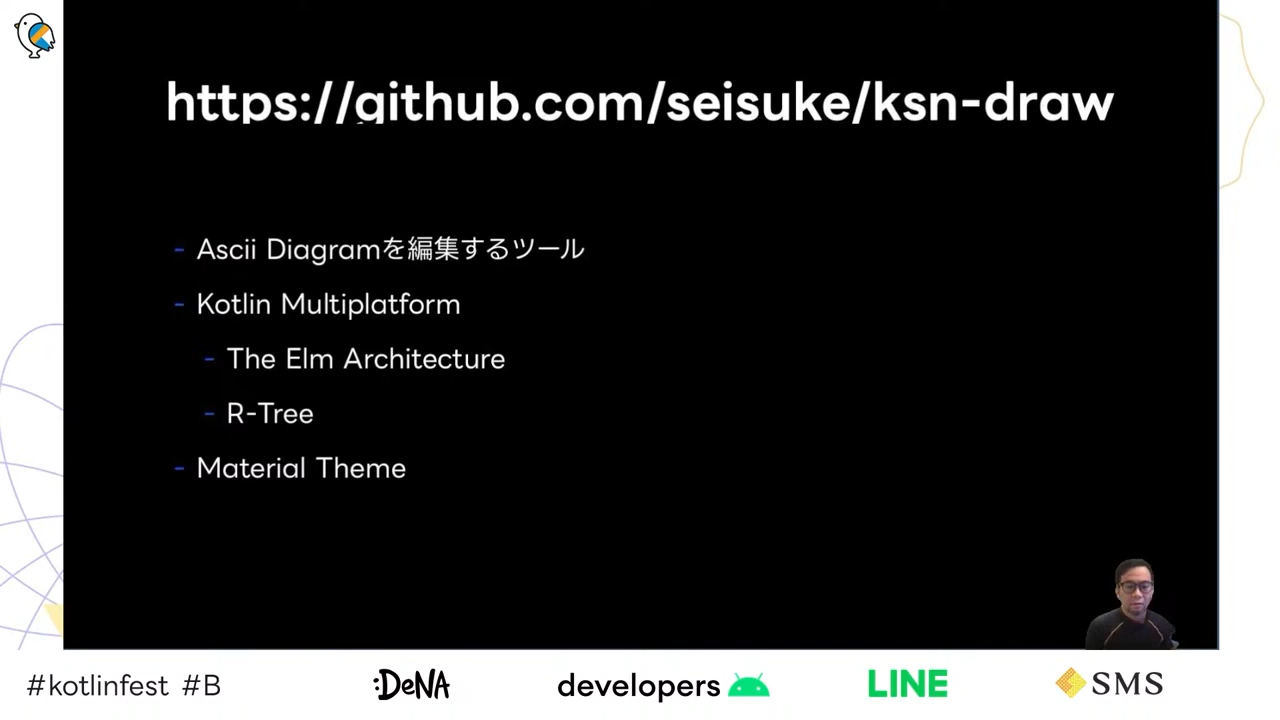 https://github.com/seisuke/ksn-draw
- Ascii Diagramを編集するツール
- Kotlin Multiplatform
- The Elm Architecture
- R-Tree
- Material Theme
#kotlinfest #B
:DeNA
developers
LINE
SMS